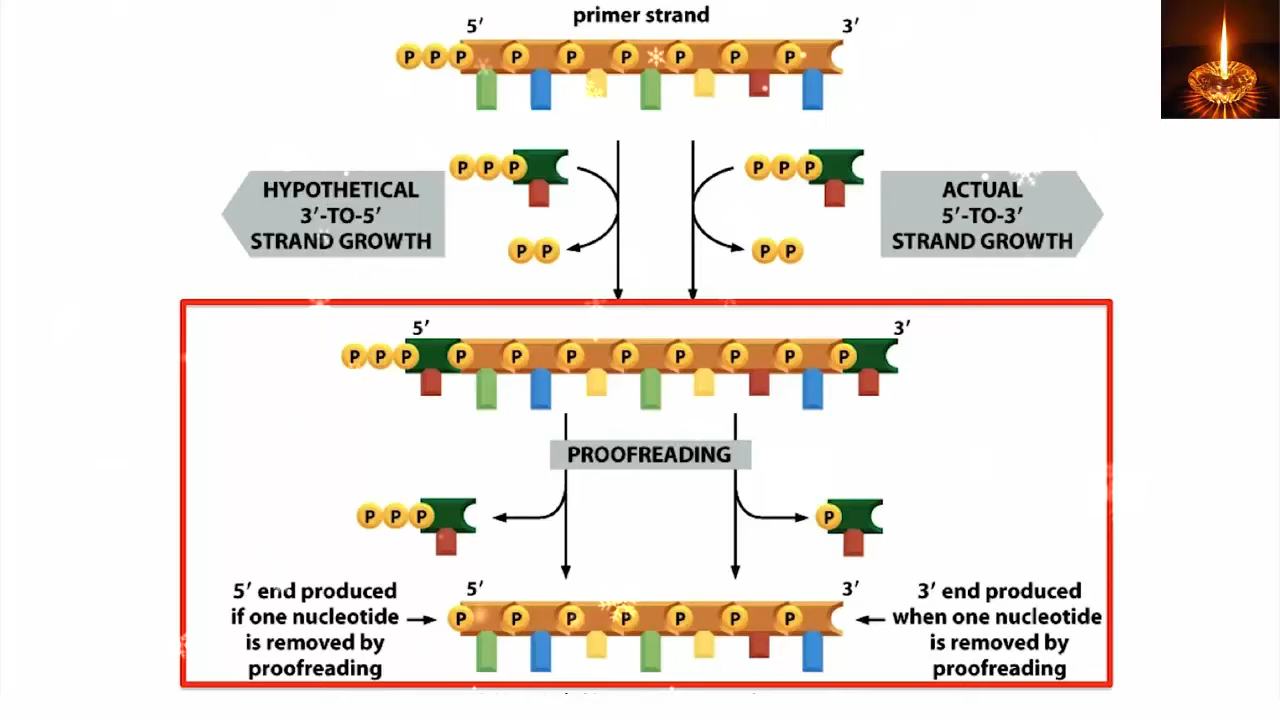 primer strand
5′ 3′
P P P P P P P P P
HYPOTHETICAL
3′-TO-5′
STRAND GROWTH
P P P
P P
P P P
P P
ACTUAL
5′-TO-3′
STRAND GROWTH
5′ 3′
P P P P P P P P P P P
PROOFREADING
P P P
P
5′ end produced
if one nucleotide
is removed by
proofreading
5′ 3′
P P P P P P P
3′ end produced
when one nucleotide
is removed by
proofreading